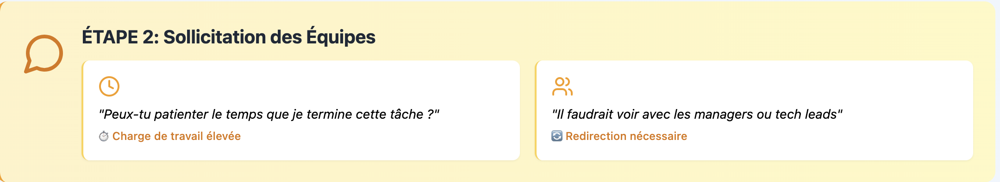 ÉTAPE 2: Sollicitation des Équipes
"Peux-tu patienter le temps que je termine cette tâche ?"
⏱️ Charge de travail élevée
"Il faudrait voir avec les managers ou tech leads"
🔄 Redirection nécessaire